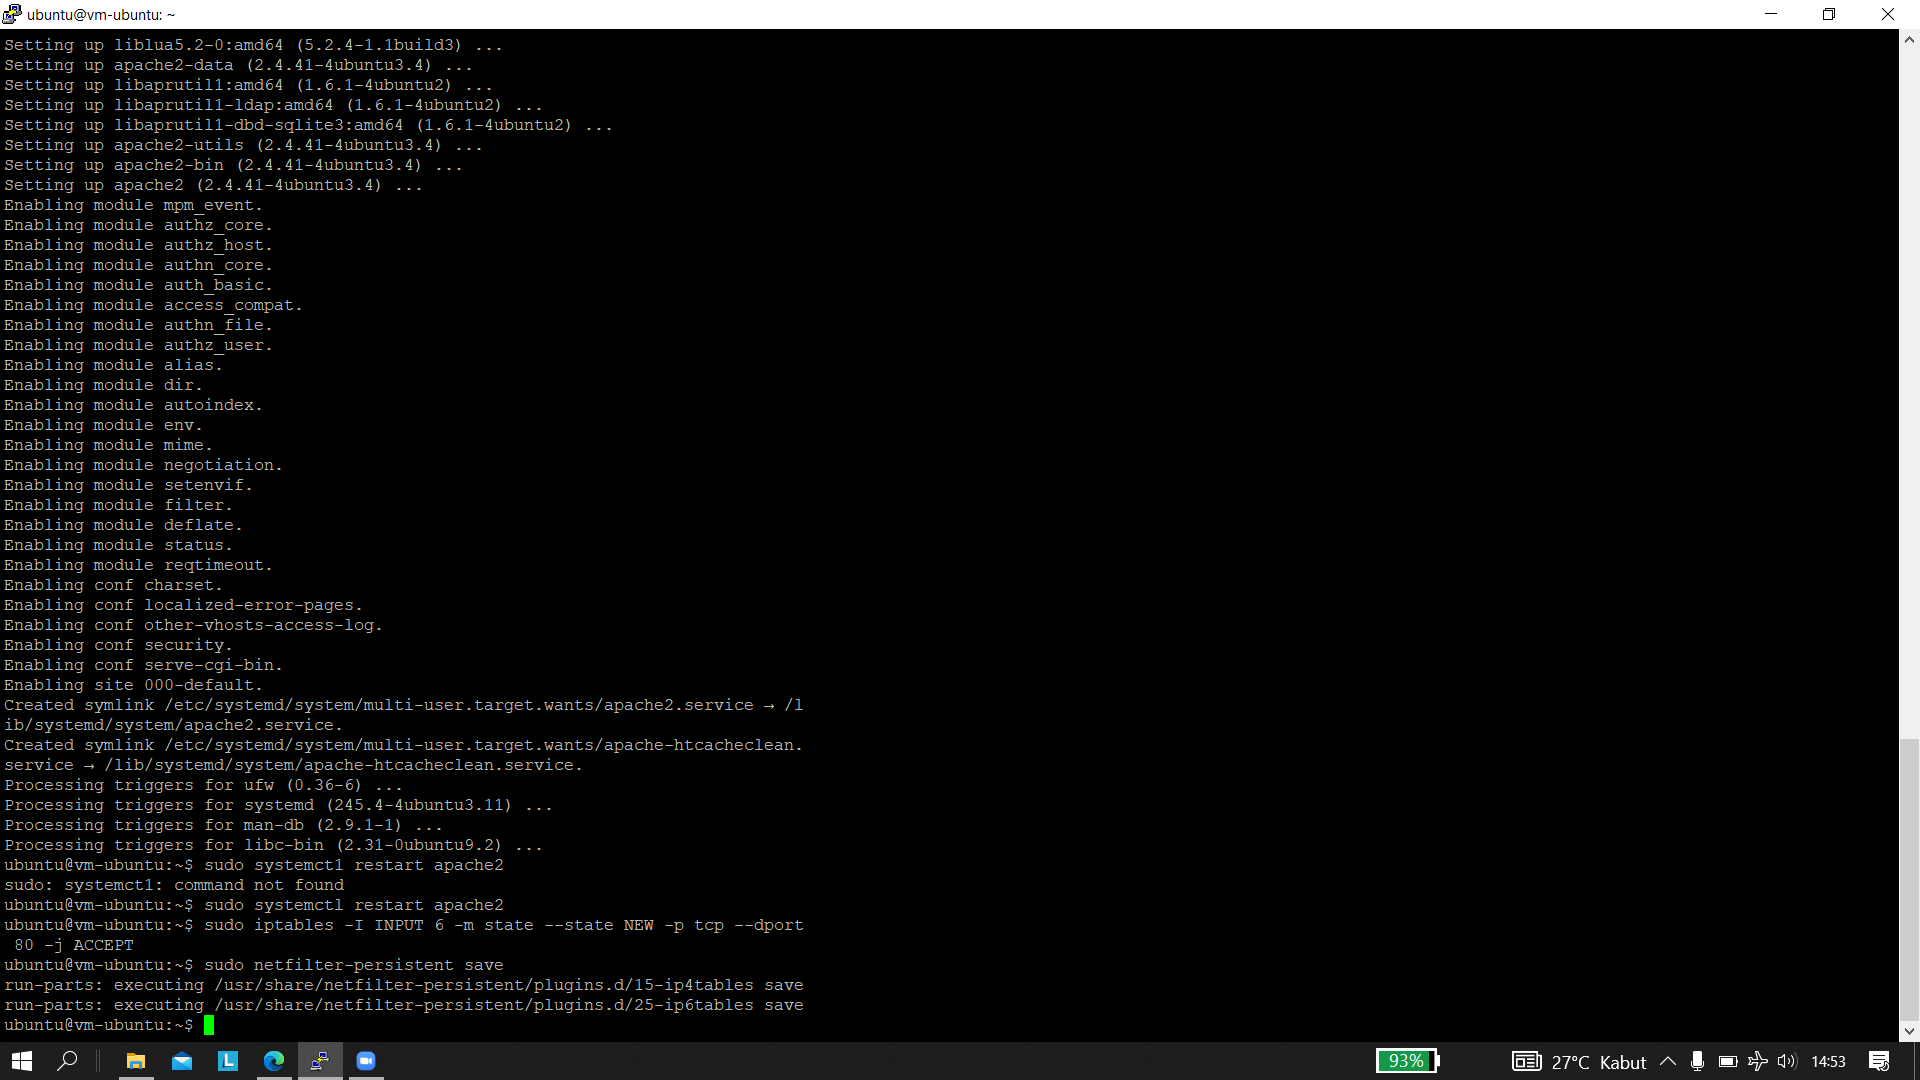 ubuntu@vm-ubuntu: ~
Setting up liblua5.2-0:amd64 (5.2.4-1.1build3) ...
Setting up apache2-data (2.4.41-4ubuntu3.4) ...
Setting up libaprutil1:amd64 (1.6.1-4ubuntu2) ...
Setting up libaprutil1-ldap:amd64 (1.6.1-4ubuntu2) ...
Setting up libaprutil1-dbd-sqlite3:amd64 (1.6.1-4ubuntu2) ...
Setting up apache2-utils (2.4.41-4ubuntu3.4) ...
Setting up apache2-bin (2.4.41-4ubuntu3.4) ...
Setting up apache2 (2.4.41-4ubuntu3.4) ...
Enabling module mpm_event.
Enabling module authz_core.
Enabling module authz_host.
Enabling module authn_core.
Enabling module auth_basic.
Enabling module access_compat.
Enabling module authn_file.
Enabling module authz_user.
Enabling module alias.
Enabling module dir.
Enabling module autoindex.
Enabling module env.
Enabling module mime.
Enabling module negotiation.
Enabling module setenvif.
Enabling module filter.
Enabling module deflate.
Enabling module status.
Enabling module reqtimeout.
Enabling conf charset.
Enabling conf localized-error-pages.
Enabling conf other-vhosts-access-log.
Enabling conf security.
Enabling conf serve-cgi-bin.
Enabling site 000-default.
Created symlink /etc/systemd/system/multi-user.target.wants/apache2.service → /l
ib/systemd/system/apache2.service.
Created symlink /etc/systemd/system/multi-user.target.wants/apache-htcacheclean.
service → /lib/systemd/system/apache-htcacheclean.service.
Processing triggers for ufw (0.36-6) ...
Processing triggers for systemd (245.4-4ubuntu3.11) ...
Processing triggers for man-db (2.9.1-1) ...
Processing triggers for libc-bin (2.31-0ubuntu9.2) ...
ubuntu@vm-ubuntu:~$ sudo systemct1 restart apache2
sudo: systemct1: command not found
ubuntu@vm-ubuntu:~$ sudo systemctl restart apache2
ubuntu@vm-ubuntu:~$ sudo iptables -I INPUT 6 -m state --state NEW -p tcp --dport
 80 -j ACCEPT
ubuntu@vm-ubuntu:~$ sudo netfilter-persistent save
run-parts: executing /usr/share/netfilter-persistent/plugins.d/15-ip4tables save
run-parts: executing /usr/share/netfilter-persistent/plugins.d/25-ip6tables save
ubuntu@vm-ubuntu:~$
L 93% 27°C Kabut 14:53